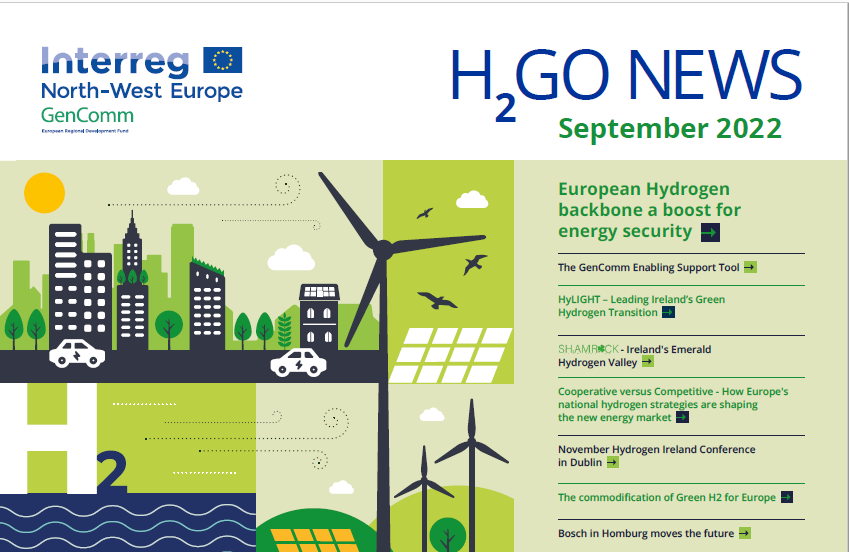 Interreg
North-West Europe
GenComm
European Regional Development Fund
H2GO NEWS
September 2022
European Hydrogen
backbone a boost for
energy security →
The GenComm Enabling Support Tool →
HyLIGHT – Leading Ireland's Green
Hydrogen Transition →
SHAMROCK - Ireland's Emerald
Hydrogen Valley →
Cooperative versus Competitive - How Europe's
national hydrogen strategies are shaping
the new energy market →
November Hydrogen Ireland Conference
in Dublin →
The commodification of Green H2 for Europe →
Bosch in Homburg moves the future →
H2